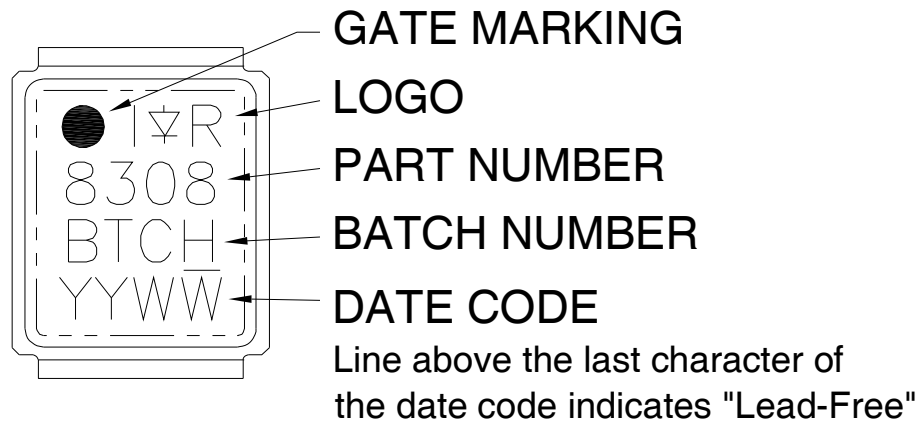 GATE MARKING
I R
LOGO
8308
PART NUMBER
BTCH
BATCH NUMBER
YYWW̅
DATE CODE
Line above the last character of
the date code indicates "Lead-Free"